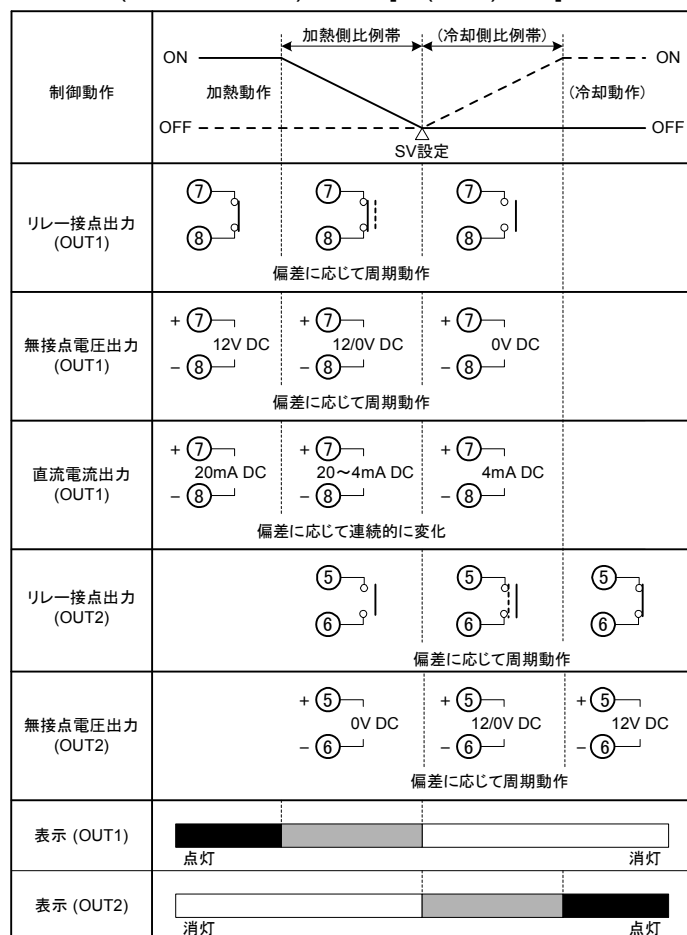 加熱側比例帯 (冷却側比例帯)
ON ON
制御動作 加熱動作 (冷却動作)
OFF OFF
SV設定
リレー接点出力
(OUT1)
⑦ ⑦ ⑦
⑧ ⑧ ⑧
偏差に応じて周期動作
無接点電圧出力
(OUT1)
+ ⑦ + ⑦ + ⑦
12V DC 12/0V DC 0V DC
− ⑧ − ⑧ − ⑧
偏差に応じて周期動作
直流電流出力
(OUT1)
+ ⑦ + ⑦ + ⑦
20mA DC 20~4mA DC 4mA DC
− ⑧ − ⑧ − ⑧
偏差に応じて連続的に変化
リレー接点出力
(OUT2)
⑤ ⑤ ⑤
⑥ ⑥ ⑥
偏差に応じて周期動作
無接点電圧出力
(OUT2)
+ ⑤ + ⑤ + ⑤
0V DC 12/0V DC 12V DC
− ⑥ − ⑥ − ⑥
偏差に応じて周期動作
表示 (OUT1)
点灯 消灯
表示 (OUT2)
消灯 点灯